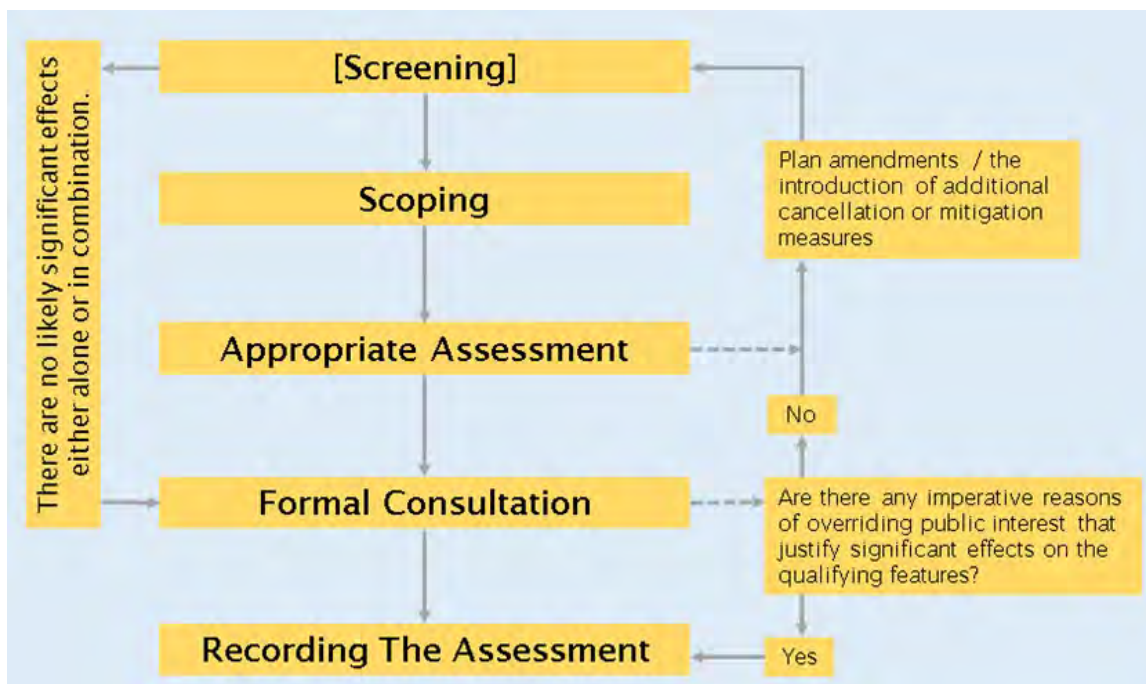 There are no likely significant effects
either alone or in combination.
[Screening]
Scoping
Appropriate Assessment
Formal Consultation
Recording The Assessment
Plan amendments / the
introduction of additional
cancellation or mitigation
measures
No
Are there any imperative reasons
of overriding public interest that
justify significant effects on the
qualifying features?
Yes